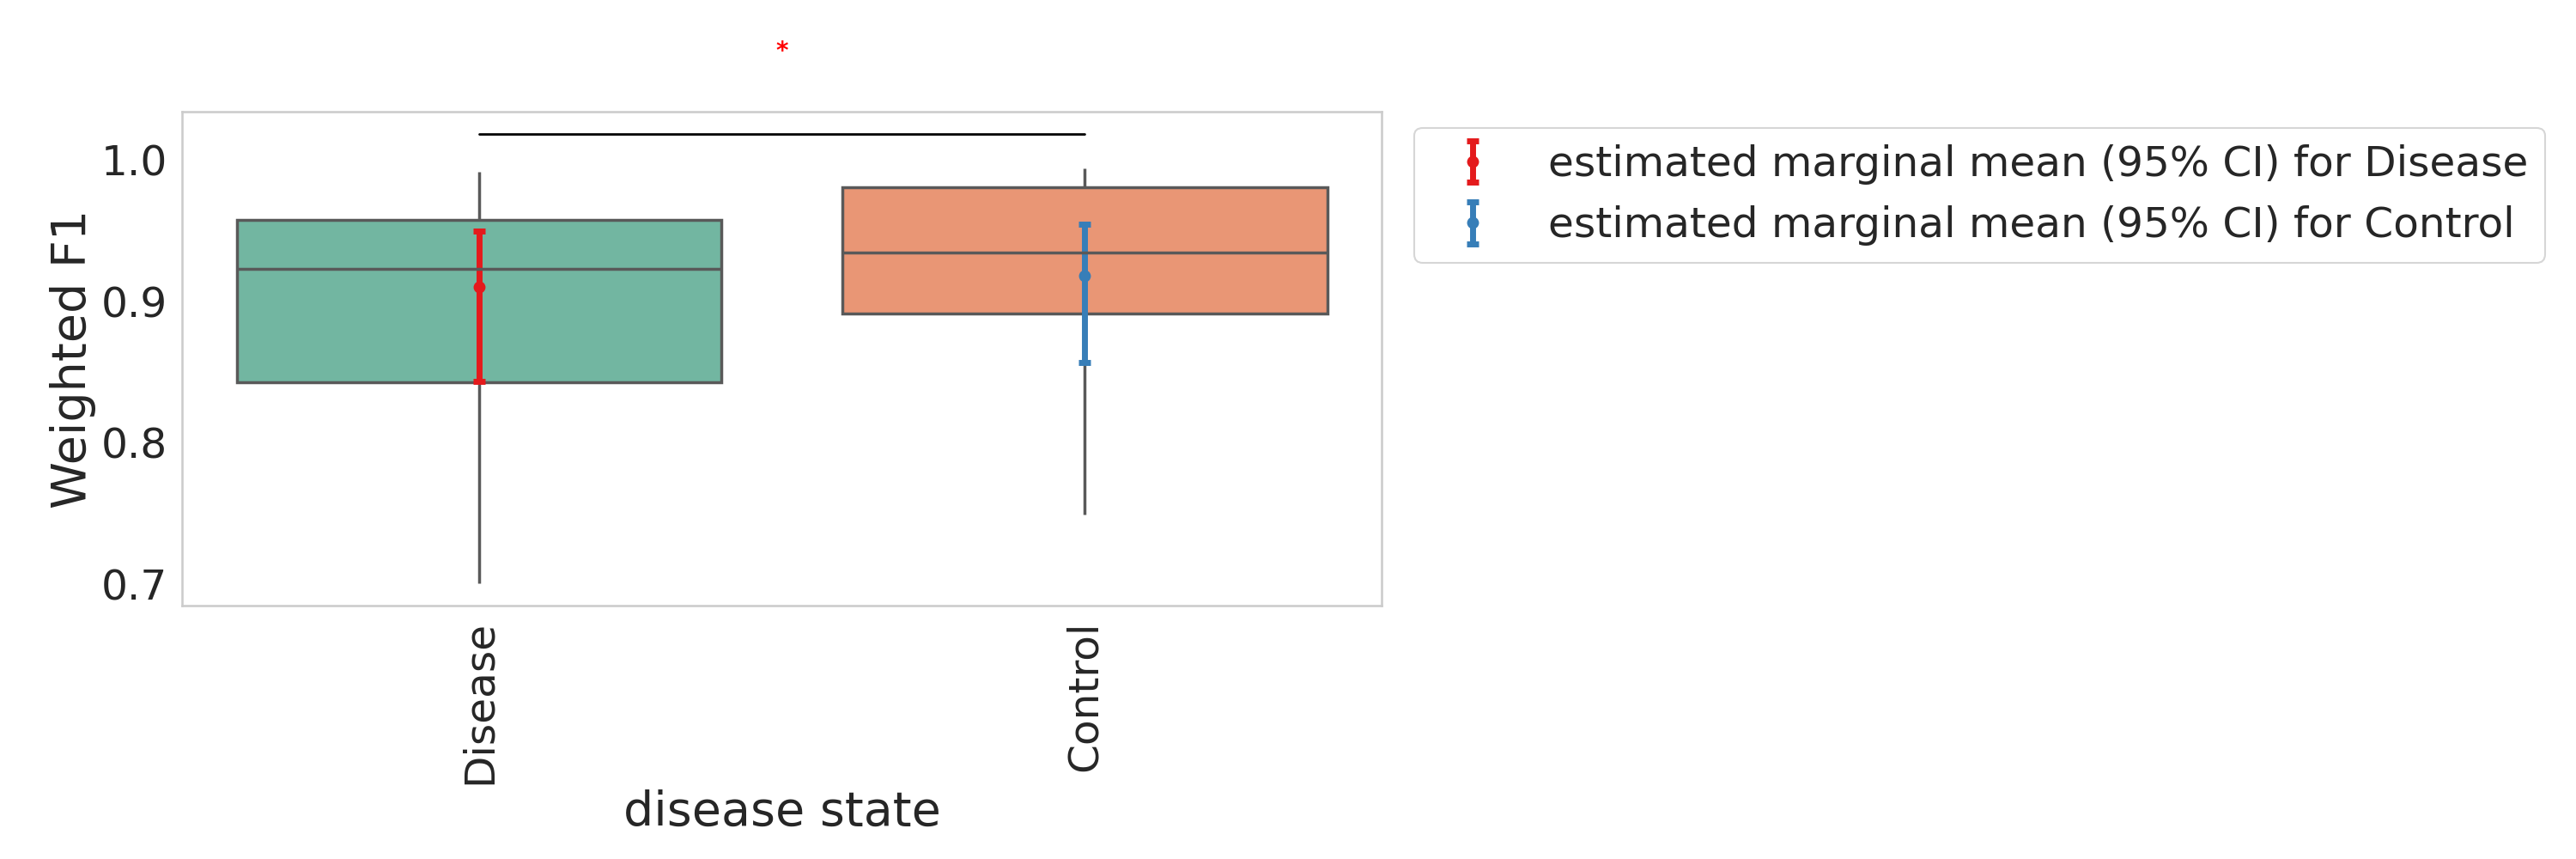 *
estimated marginal mean (95% CI) for Disease
estimated marginal mean (95% CI) for Control
Weighted F1
1.0
0.9
0.8
0.7
Disease
Control
disease state